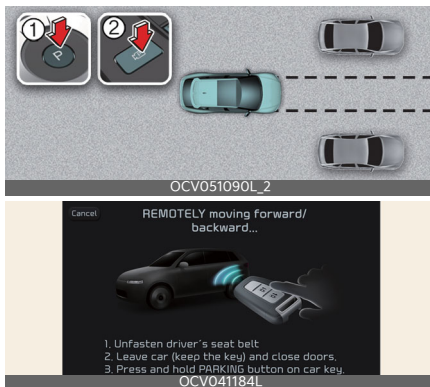 1 2
P
OCV051090L_2
Cancel
REMOTELY moving forward/
backward...
1. Unfasten driver's seat belt
2. Leave car (keep the key) and close doors.
3. Press and hold PARKING button on car key.
OCV041184L